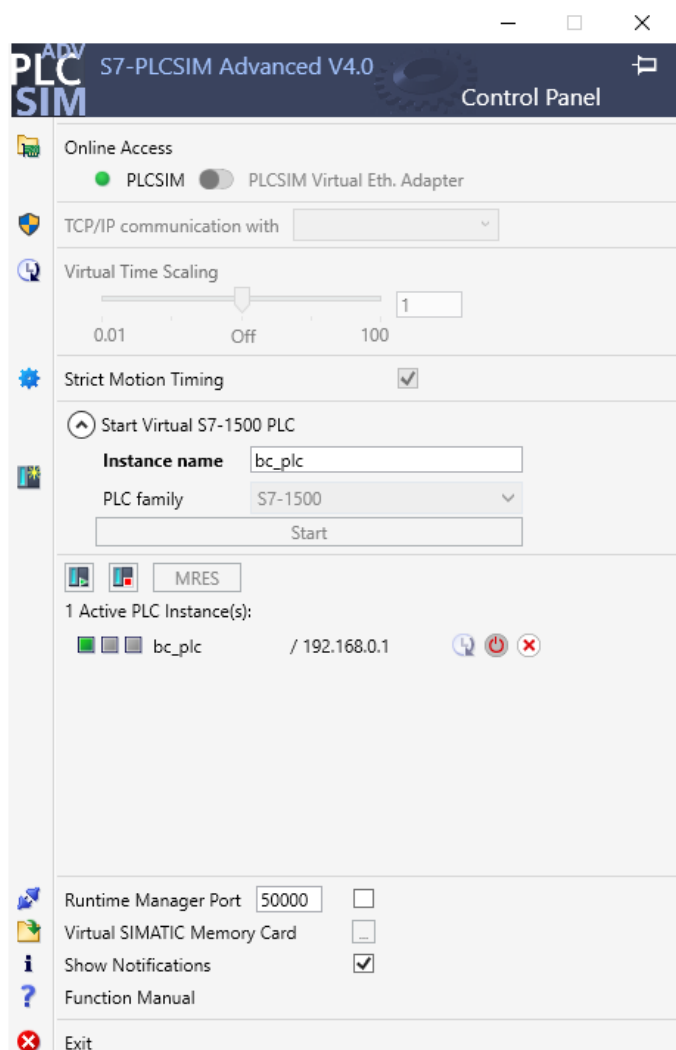 PLC ADV
SIM
S7-PLCSIM Advanced V4.0
Control Panel
Online Access
PLCSIM PLCSIM Virtual Eth. Adapter
TCP/IP communication with
Virtual Time Scaling
1
0.01 Off 100
Strict Motion Timing
Start Virtual S7-1500 PLC
Instance name bc_plc
PLC family S7-1500
Start
MRES
1 Active PLC Instance(s):
bc_plc / 192.168.0.1
Runtime Manager Port 50000
Virtual SIMATIC Memory Card ...
Show Notifications
Function Manual
Exit